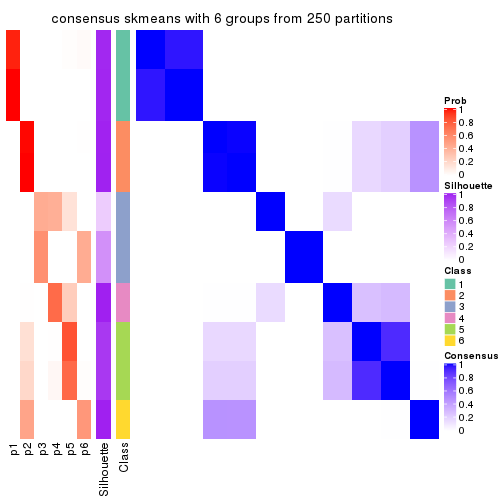 consensus skmeans with 6 groups from 250 partitions
Prob
1
0.8
0.6
0.4
0.2
0
Silhouette
1
0.8
0.6
0.4
0.2
0
Class
1
2
3
4
5
6
Consensus
1
0.8
0.6
0.4
0.2
0
p1
p2
p3
p4
p5
p6
Silhouette
Class